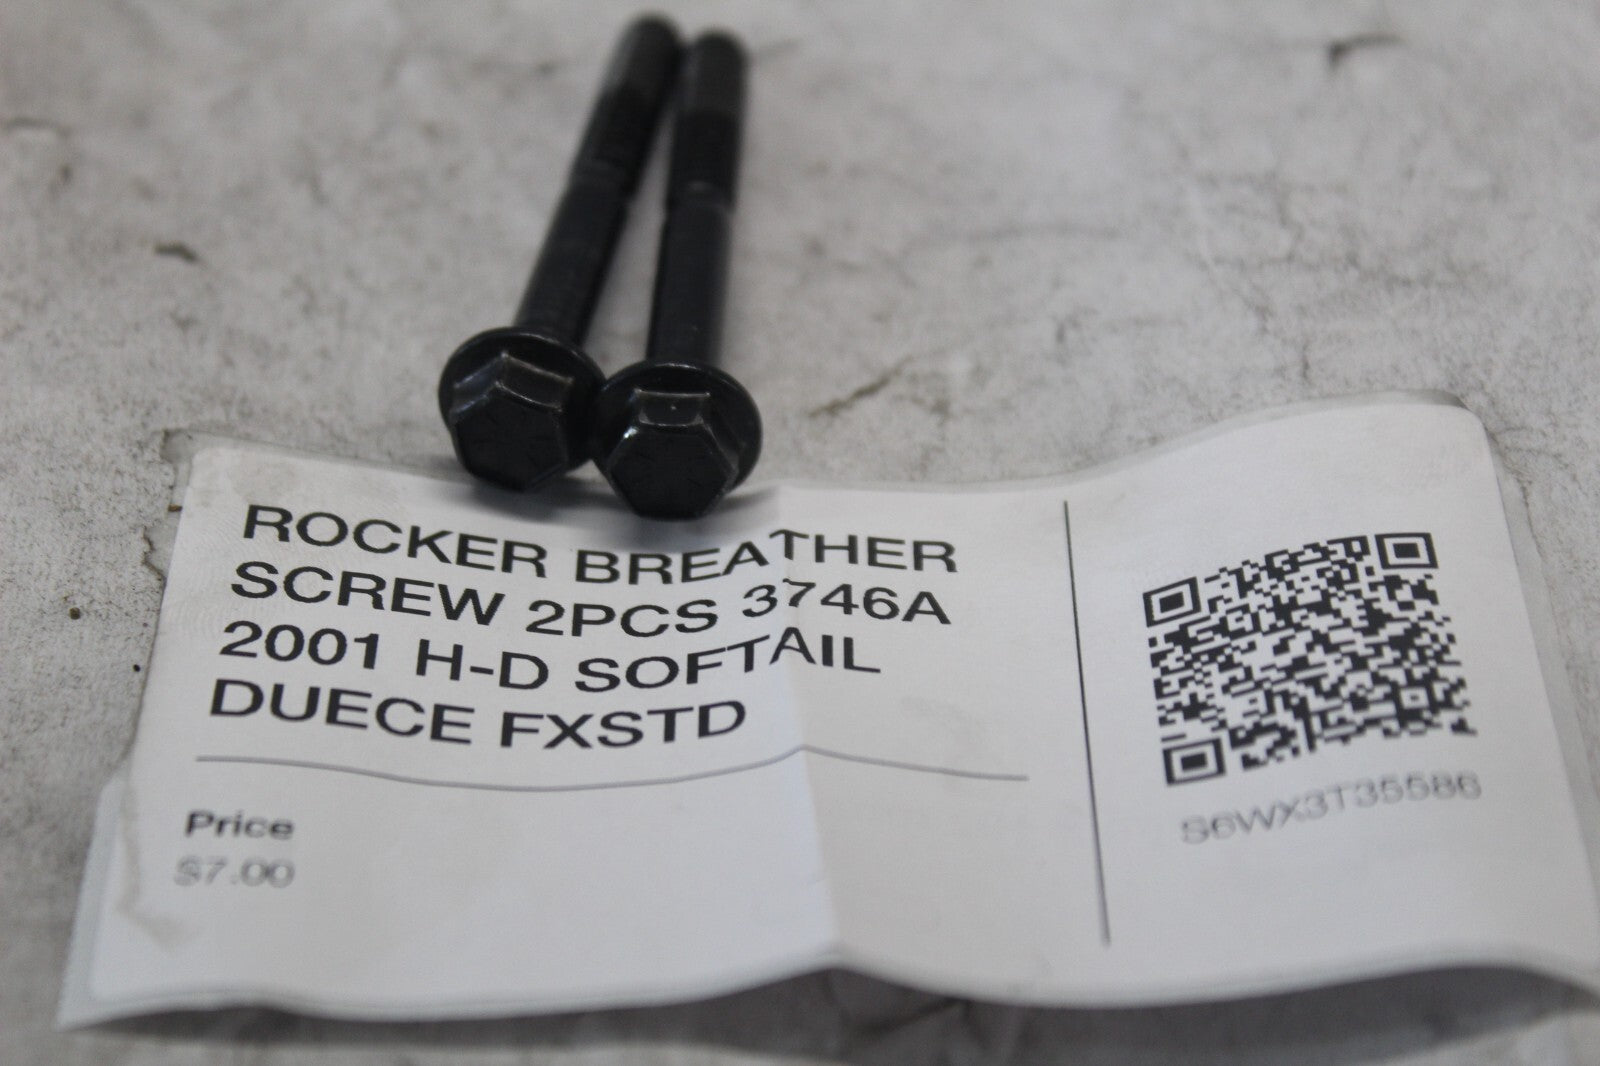 ROCKER BREATHER
SCREW 2PCS 3746A
2001 H-D SOFTAIL
DUECE FXSTD
Price
$7.00
S6WX3T35586